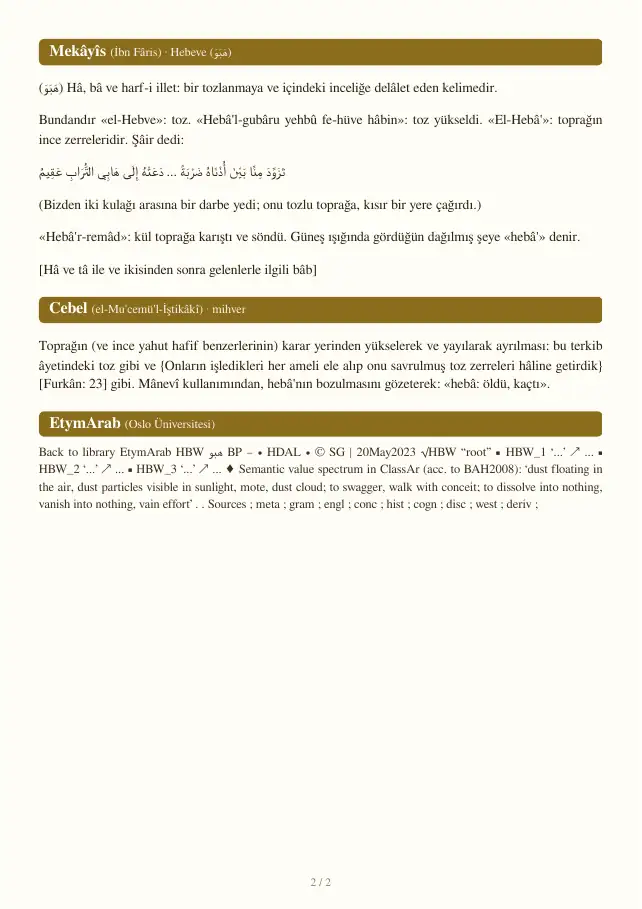 Mekâyîs (İbn Fâris) · Hebeve (هَبَوَ)
(هَبَوَ) Hâ, bâ ve harf-i illet: bir tozlanmaya ve içindeki inceliğe delâlet eden kelimedir.
Bundandır «el-Hebve»: toz. «Hebâ'l-gubâru yehbû fe-hüve hâbin»: toz yükseldi. «El-Hebâ'»: toprağın
ince zerreleridir. Şâir dedi:
تَزَوَّدَ مِنَّا بَيْنَ أُذْنَاهُ ضَرْبَةً ... دَعَتْهُ إِلَى هَابِي التُّرَابِ عَقِيمُ
(Bizden iki kulağı arasına bir darbe yedi; onu tozlu toprağa, kısır bir yere çağırdı.)
«Hebâ'r-remâd»: kül toprağa karıştı ve söndü. Güneş ışığında gördüğün dağılmış şeye «hebâ'» denir.
[Hâ ve tâ ile ve ikisinden sonra gelenlerle ilgili bâb]
Cebel (el-Mu'cemü'l-İştikâkî) · mihver
Toprağın (ve ince yahut hafif benzerlerinin) karar yerinden yükselerek ve yayılarak ayrılması: bu terkib
âyetindeki toz gibi ve {Onların işledikleri her ameli ele alıp onu savrulmuş toz zerreleri hâline getirdik}
[Furkân: 23] gibi. Mânevî kullanımından, hebâ'nın bozulmasını gözeterek: «hebâ: öldü, kaçtı».
EtymArab (Oslo Üniversitesi)
Back to library EtymArab HBW هبو BP – • HDAL • © SG | 20May2023 √HBW “root” ▪ HBW_1 ‘...’ ↗ ... ▪
HBW_2 ‘...’ ↗ ... ▪ HBW_3 ‘...’ ↗ ... ♦ Semantic value spectrum in ClassAr (acc. to BAH2008): ‘dust floating in
the air, dust particles visible in sunlight, mote, dust cloud; to swagger, walk with conceit; to dissolve into nothing,
vanish into nothing, vain effort’ . . Sources ; meta ; gram ; engl ; conc ; hist ; cogn ; disc ; west ; deriv ;
2 / 2